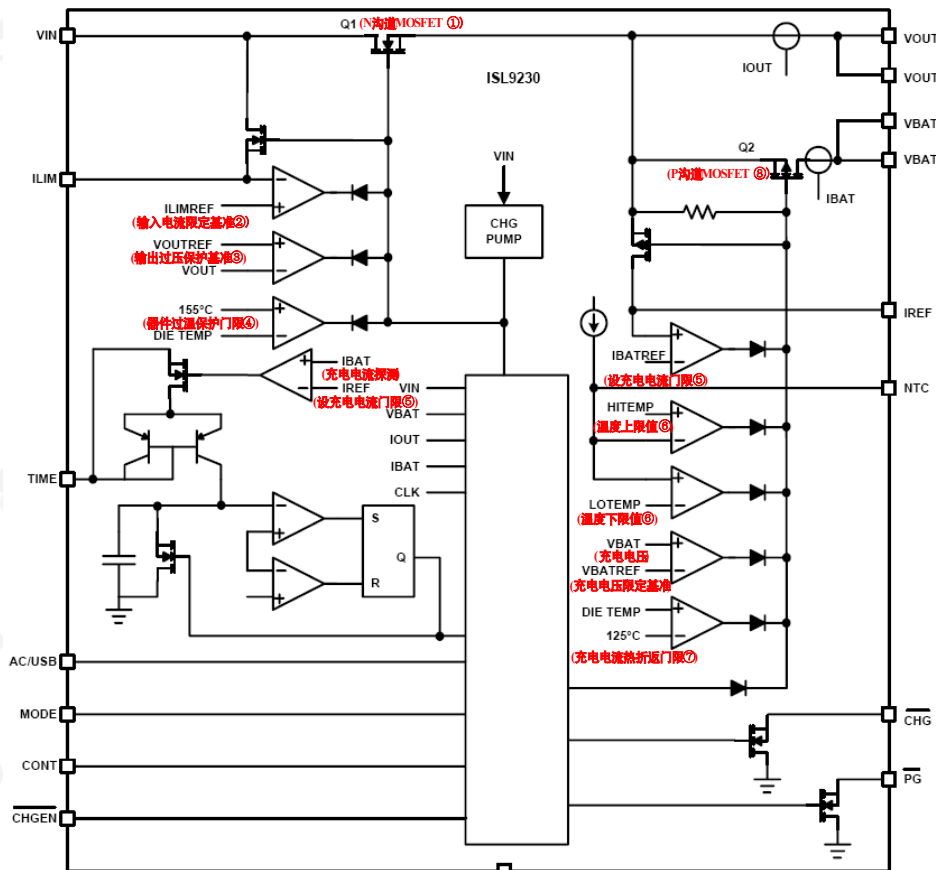 Q1 (N沟道MOSFET ①)
VIN
VOUT
IOUT
ISL9230
VOUT
VBAT
Q2
VIN
VBAT
ILIM
(P沟道MOSFET ⑧)
IBAT
ILIMREF
(输入电流限定基准②)
CHG
PUMP
VOUTREF
(输出过压保护基准③)
VOUT
155°C
(器件过温保护门限④)
DIE TEMP
IREF
IBATREF
(设充电电流门限⑤)
IBAT
(充电电流探测)
IREF
(设充电电流门限⑤)
VIN
NTC
VBAT
HITEMP
(温度上限值⑥)
IOUT
IBAT
TIME
CLK
LOTEMP
(温度下限值⑥)
S
Q
R
VBAT
(充电电压)
VBATREF
(充电电压限定基准
DIE TEMP
125°C
(充电电流热折返门限⑦)
AC/USB
MODE
CHG
CONT
PG
CHGEN